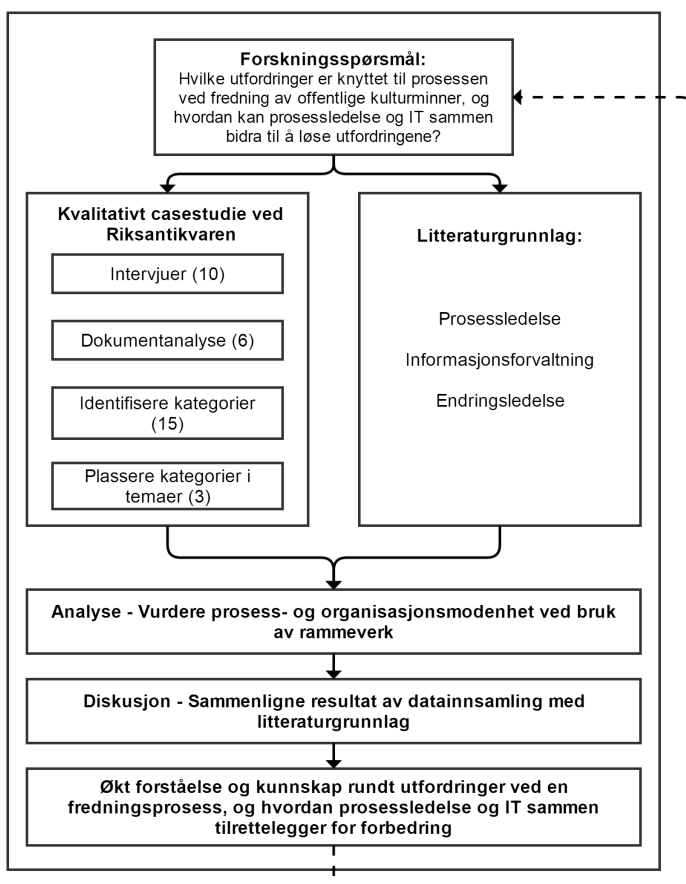 Forskningsspørsmål:
Hvilke utfordringer er knyttet til prosessen
ved fredning av offentlige kulturminner, og
hvordan kan prosessledelse og IT sammen
bidra til å løse utfordringene?
Kvalitativt casestudie ved
Riksantikvaren
Intervjuer (10)
Dokumentanalyse (6)
Identifisere kategorier
(15)
Plassere kategorier i
temaer (3)
Litteraturgrunnlag:
Prosessledelse
Informasjonsforvaltning
Endringsledelse
Analyse - Vurdere prosess- og organisasjonsmodenhet ved bruk
av rammeverk
Diskusjon - Sammenligne resultat av datainnsamling med
litteraturgrunnlag
Økt forståelse og kunnskap rundt utfordringer ved en
fredningsprosess, og hvordan prosessledelse og IT sammen
tilrettelegger for forbedring